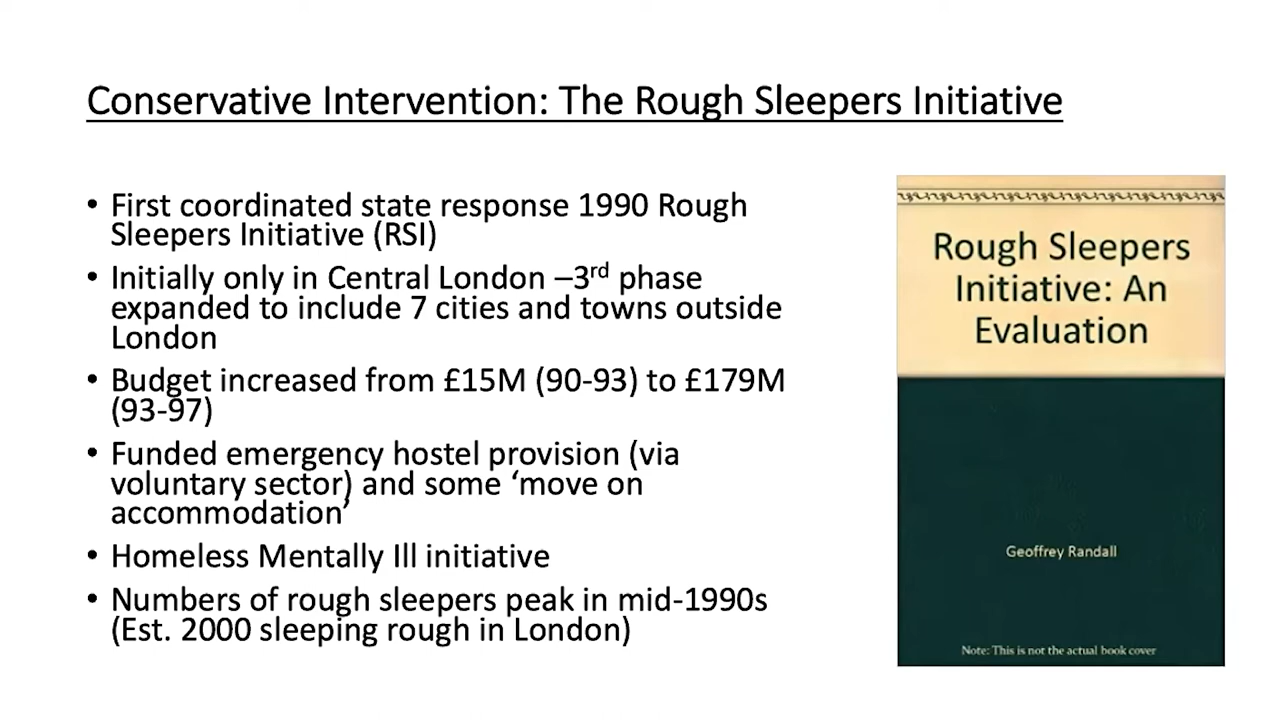 Conservative Intervention: The Rough Sleepers Initiative
• First coordinated state response 1990 Rough
Sleepers Initiative (RSI)
• Initially only in Central London –3rd phase
expanded to include 7 cities and towns outside
London
• Budget increased from £15M (90-93) to £179M
(93-97)
• Funded emergency hostel provision (via
voluntary sector) and some ‘move on
accommodation’
• Homeless Mentally Ill initiative
• Numbers of rough sleepers peak in mid-1990s
(Est. 2000 sleeping rough in London)
Rough Sleepers
Initiative: An
Evaluation
Geoffrey Randall
Note: This is not the actual book cover